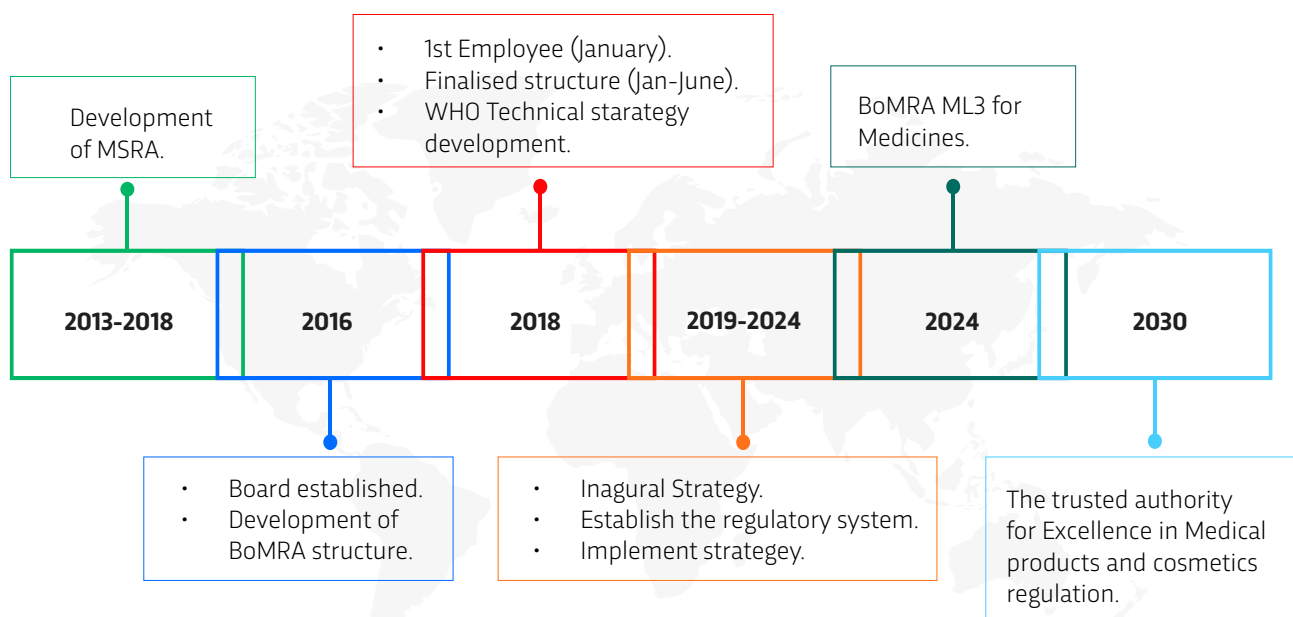 Development
of MSRA.
• 1st Employee (January).
• Finalised structure (Jan-June).
• WHO Technical starategy
development.
BoMRA ML3 for
Medicines.
2013-2018
2016
2018
2019-2024
2024
2030
• Board established.
• Development of
BoMRA structure.
• Inagural Strategy.
• Establish the regulatory system.
• Implement strategey.
The trusted authority
for Excellence in Medical
products and cosmetics
regulation.